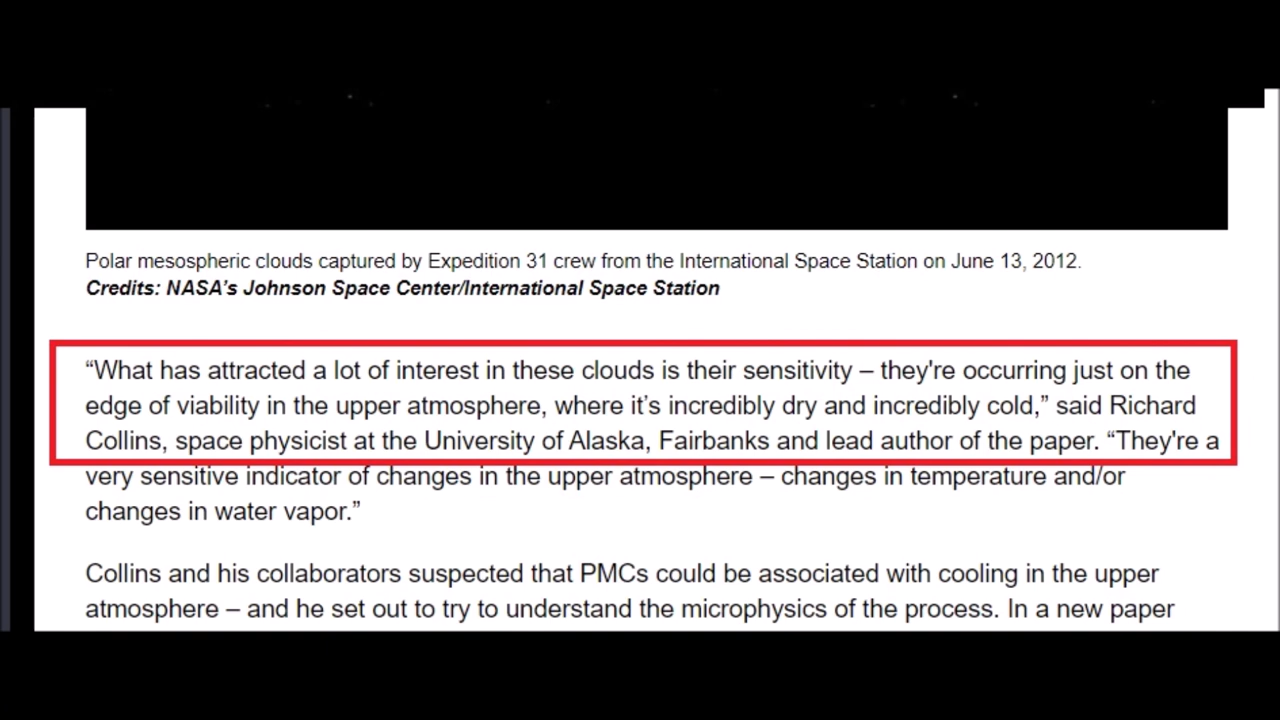 Polar mesospheric clouds captured by Expedition 31 crew from the International Space Station on June 13, 2012.
Credits: NASA’s Johnson Space Center/International Space Station
“What has attracted a lot of interest in these clouds is their sensitivity – they're occurring just on the
edge of viability in the upper atmosphere, where it’s incredibly dry and incredibly cold,” said Richard
Collins, space physicist at the University of Alaska, Fairbanks and lead author of the paper. “They're a
very sensitive indicator of changes in the upper atmosphere – changes in temperature and/or
changes in water vapor.”
Collins and his collaborators suspected that PMCs could be associated with cooling in the upper
atmosphere – and he set out to try to understand the microphysics of the process. In a new paper